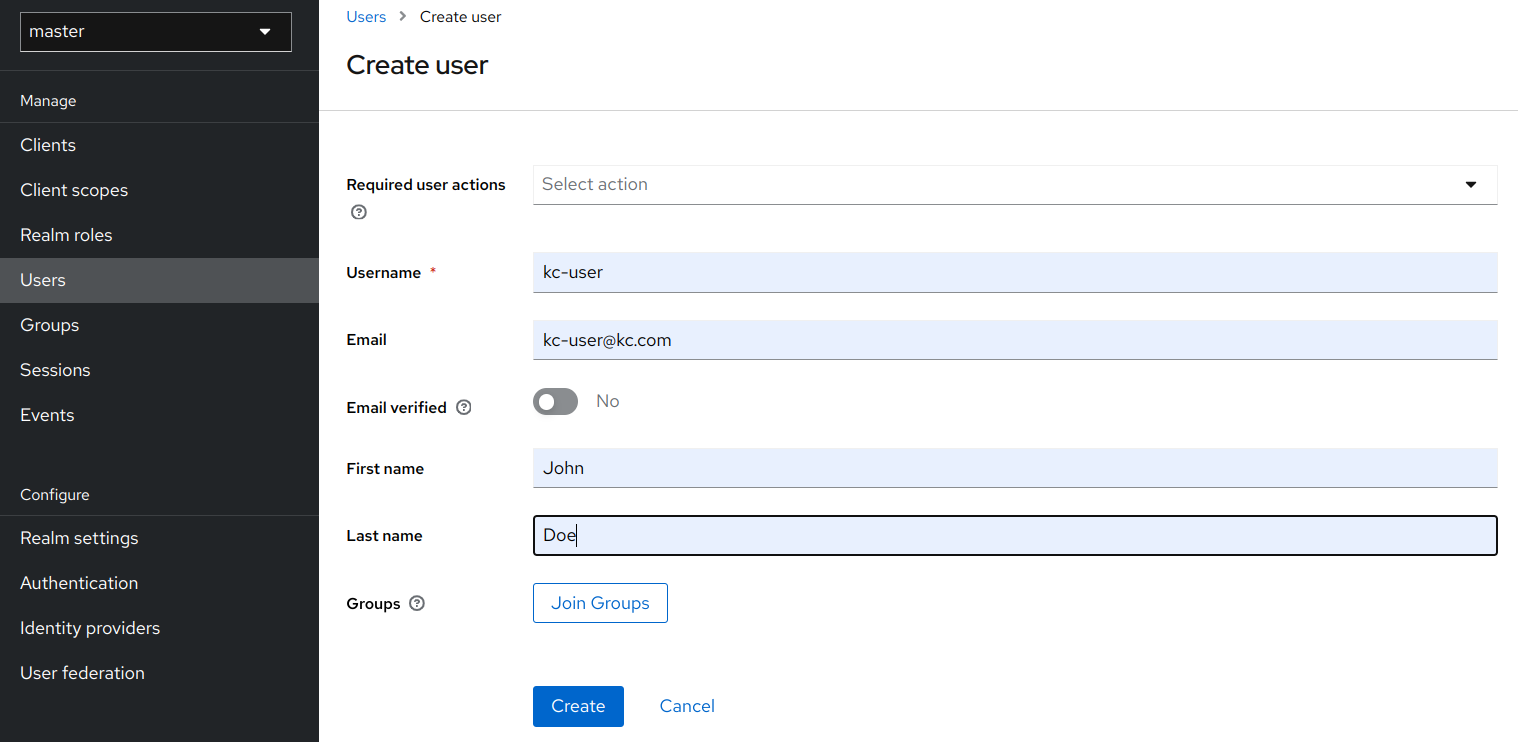 master
Manage
Clients
Client scopes
Realm roles
Users
Groups
Sessions
Events
Configure
Realm settings
Authentication
Identity providers
User federation
Users > Create user
Create user
Required user actions Select action
Username * kc-user
Email kc-user@kc.com
Email verified No
First name John
Last name Doe
Groups Join Groups
Create Cancel